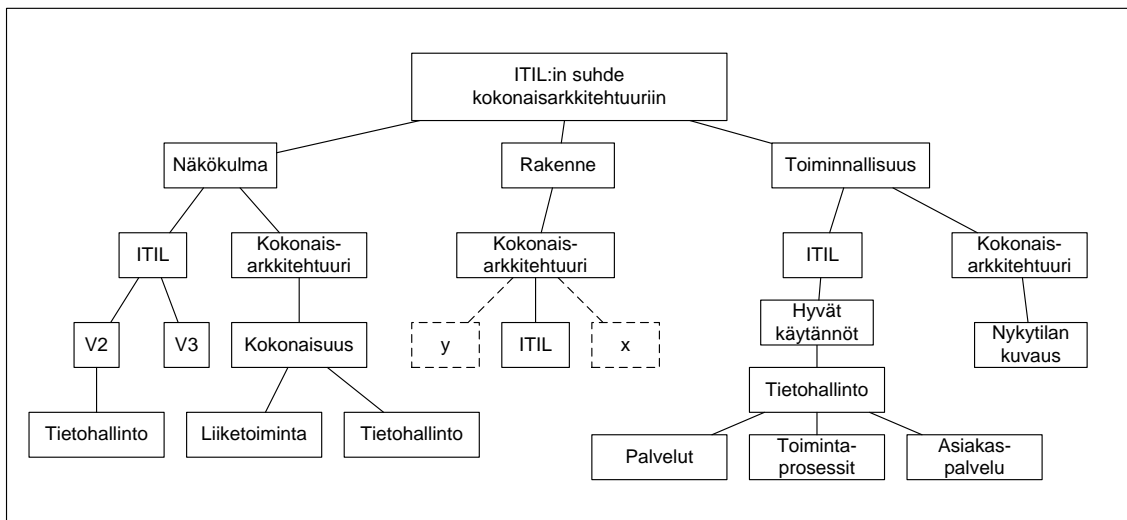 ITIL:in suhde
kokonaisarkkitehtuuriin
Näkökulma
Rakenne
Toiminnallisuus
ITIL
Kokonais-
arkkitehtuuri
Kokonais-
arkkitehtuuri
ITIL
Kokonais-
arkkitehtuuri
V2
V3
Kokonaisuus
y
ITIL
x
Hyvät
käytännöt
Nykytilan
kuvaus
Tietohallinto
Tietohallinto
Liiketoiminta
Tietohallinto
Palvelut
Toiminta-
prosessit
Asiakas-
palvelu